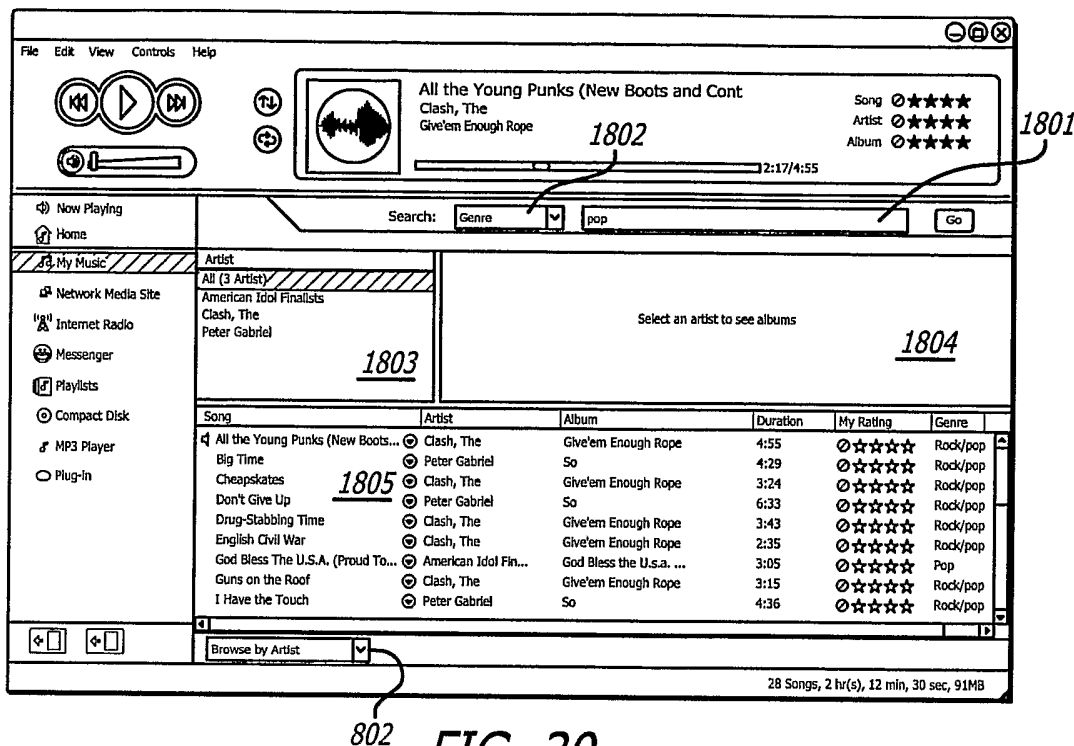 File Edit View Controls Help
All the Young Punks (New Boots and Cont
Clash, The
Give'em Enough Rope
Song
Artist
Album
2:17/4:55
1802
1801
Now Playing
Home
My Music
Network Media Site
Internet Radio
Messenger
Playlists
Compact Disk
MP3 Player
Plug-in
Search: Genre pop Go
Artist
All (3 Artist)
American Idol Finalists
Clash, The
Peter Gabriel
1803
Select an artist to see albums
1804
Song Artist Album Duration My Rating Genre
All the Young Punks (New Boots... Clash, The Give'em Enough Rope 4:55 Rock/pop
Big Time Peter Gabriel So 4:29 Rock/pop
Cheapskates Clash, The Give'em Enough Rope 3:24 Rock/pop
Don't Give Up Peter Gabriel So 6:33 Rock/pop
Drug-Stabbing Time Clash, The Give'em Enough Rope 3:43 Rock/pop
English Civil War Clash, The Give'em Enough Rope 2:35 Rock/pop
God Bless The U.S.A. (Proud To... American Idol Fin... God Bless the U.s.a. ... 3:05 Pop
Guns on the Roof Clash, The Give'em Enough Rope 3:15 Rock/pop
I Have the Touch Peter Gabriel So 4:36 Rock/pop
1805
Browse by Artist
28 Songs, 2 hr(s), 12 min, 30 sec, 91MB
802